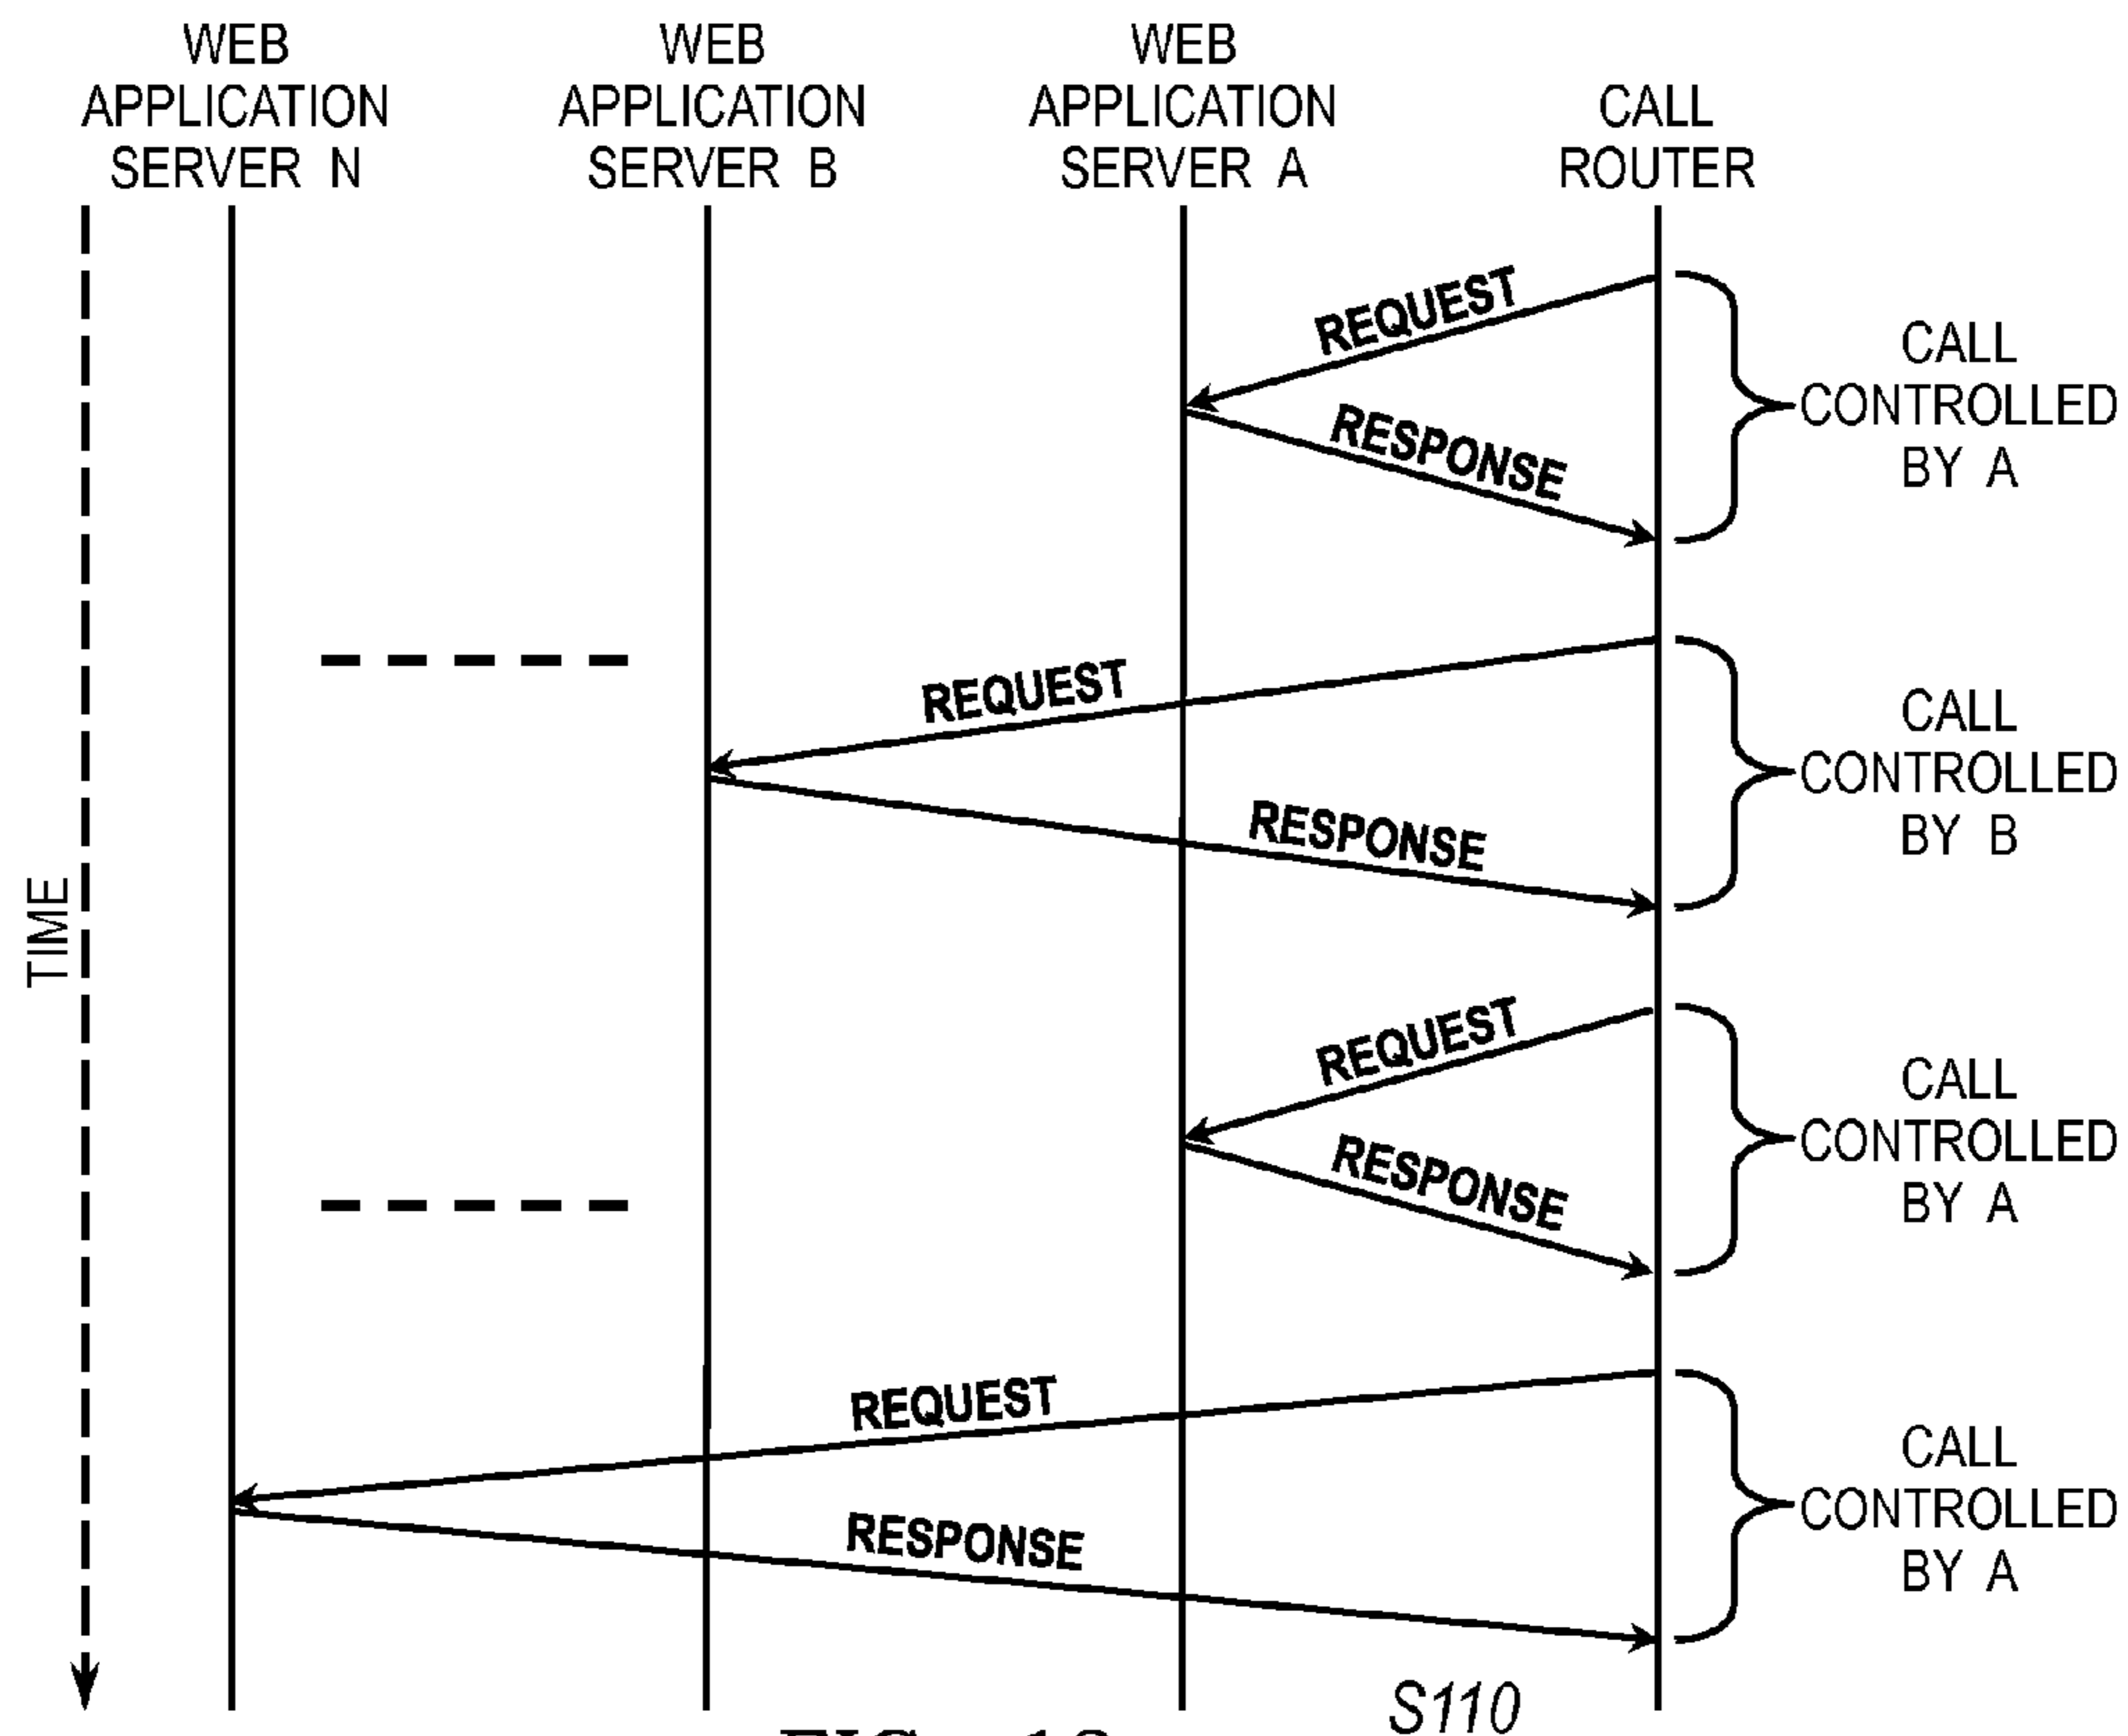 WEB
APPLICATION
SERVER N
WEB
APPLICATION
SERVER B
WEB
APPLICATION
SERVER A
CALL
ROUTER
REQUEST
RESPONSE
CALL
CONTROLLED
BY A
REQUEST
RESPONSE
CALL
CONTROLLED
BY B
TIME
REQUEST
RESPONSE
CALL
CONTROLLED
BY A
REQUEST
RESPONSE
CALL
CONTROLLED
BY A
S110